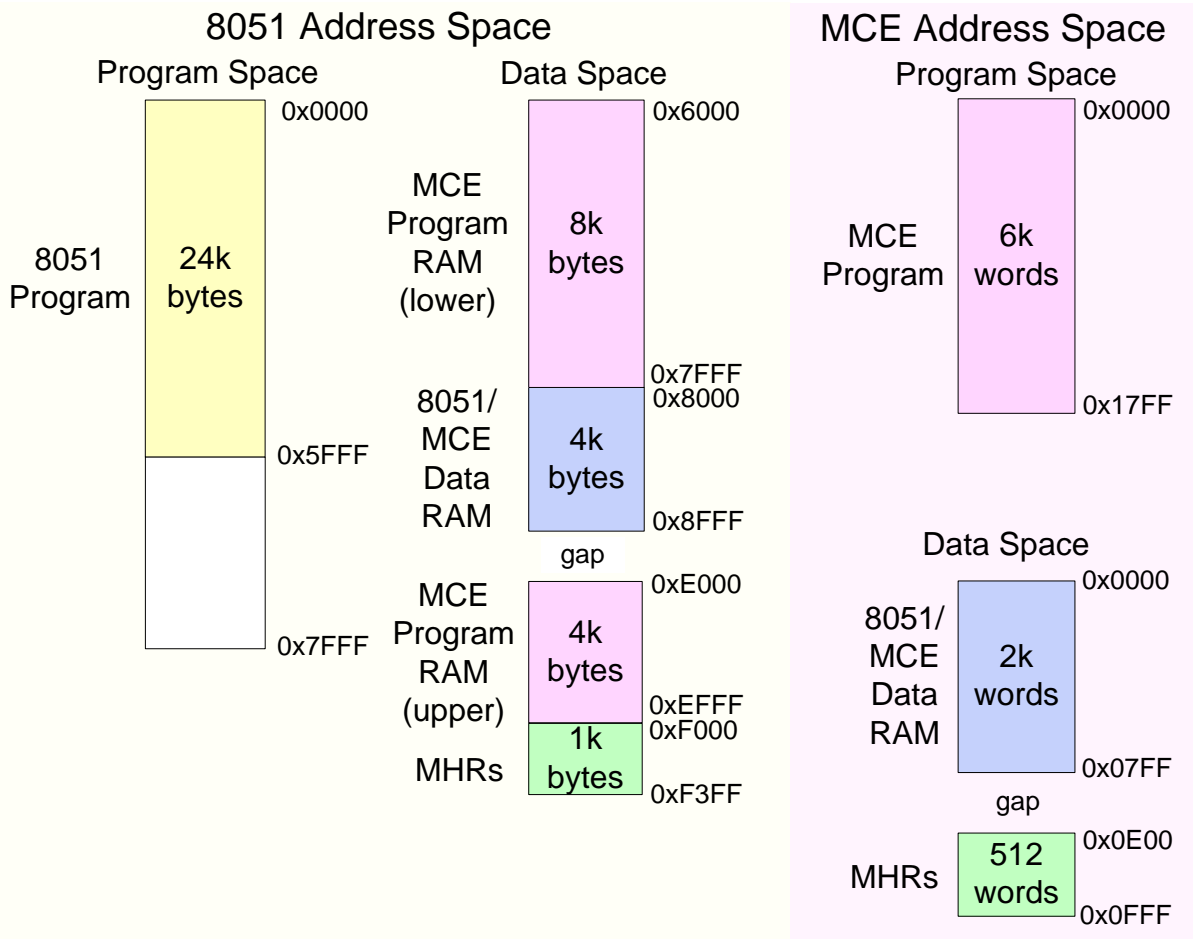 8051 Address Space
Program Space
0x0000
8051
Program
24k
bytes
0x5FFF
0x7FFF
Data Space
0x6000
MCE
Program
RAM
(lower)
8k
bytes
0x7FFF
0x8000
8051/
MCE
Data
RAM
4k
bytes
0x8FFF
gap
0xE000
MCE
Program
RAM
(upper)
4k
bytes
0xEFFF
0xF000
MHRs
1k
bytes
0xF3FF
MCE Address Space
Program Space
0x0000
MCE
Program
6k
words
0x17FF
Data Space
0x0000
8051/
MCE
Data
RAM
2k
words
0x07FF
gap
0x0E00
MHRs
512
words
0x0FFF